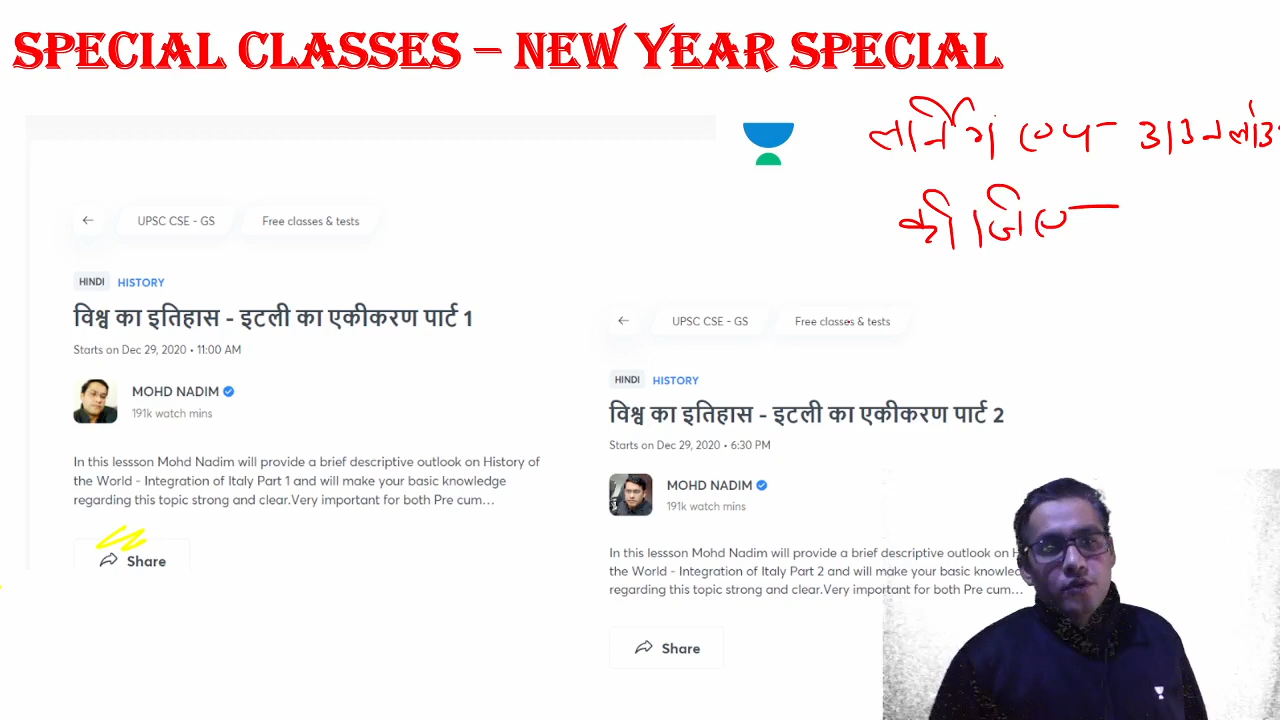 SPECIAL CLASSES – NEW YEAR SPECIAL
लर्निंग एप डाउनलोड
कीजिए
UPSC CSE - GS
Free classes & tests
HINDI HISTORY
विश्व का इतिहास - इटली का एकीकरण पार्ट 1
Starts on Dec 29, 2020 • 11:00 AM
MOHD NADIM
191k watch mins
In this lessson Mohd Nadim will provide a brief descriptive outlook on History of
the World - Integration of Italy Part 1 and will make your basic knowledge
regarding this topic strong and clear.Very important for both Pre cum...
Share
UPSC CSE - GS
Free classes & tests
HINDI HISTORY
विश्व का इतिहास - इटली का एकीकरण पार्ट 2
Starts on Dec 29, 2020 • 6:30 PM
MOHD NADIM
191k watch mins
In this lessson Mohd Nadim will provide a brief descriptive outlook on H
the World - Integration of Italy Part 2 and will make your basic knowled
regarding this topic strong and clear.Very important for both Pre cum...
Share